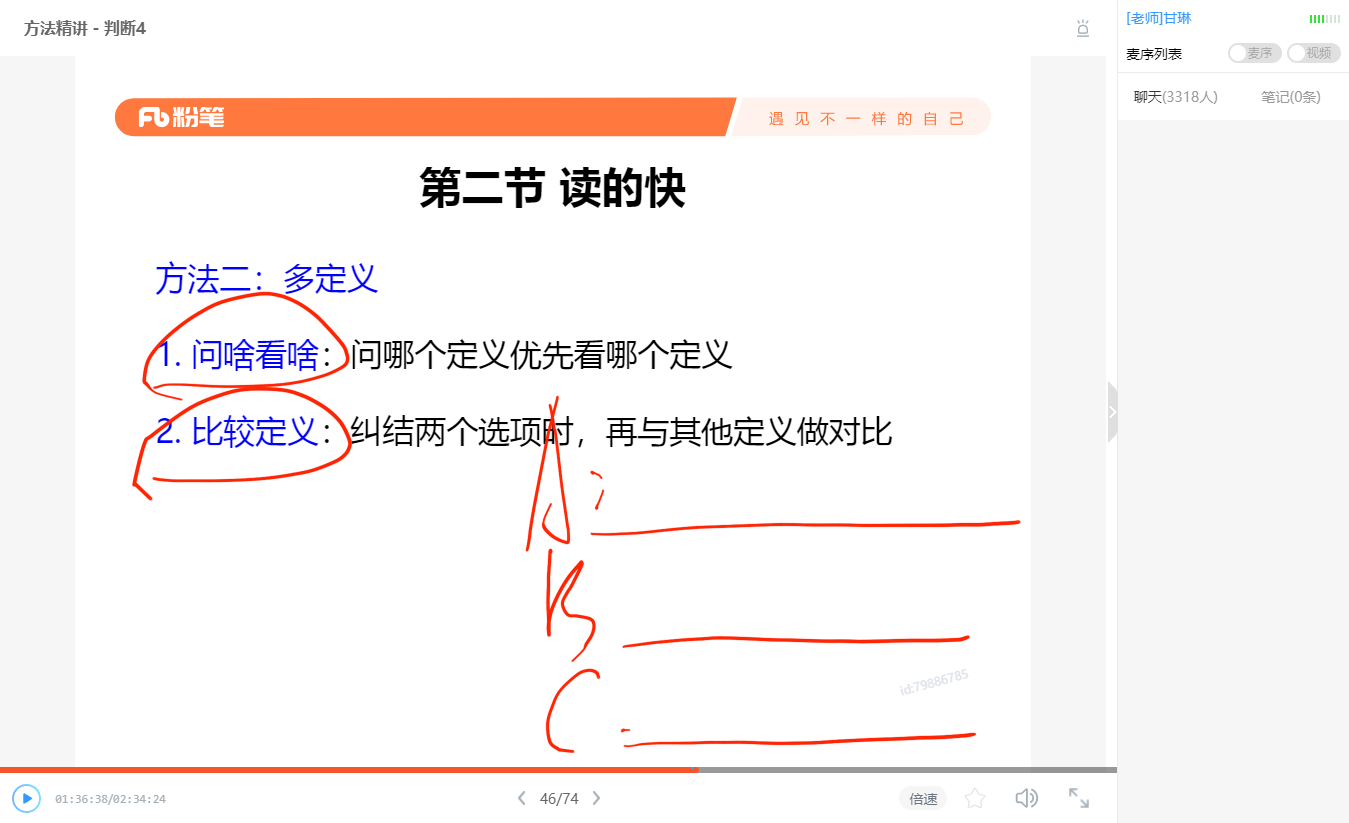 方法精讲 - 判断4
[老师]甘琳
麦序列表
麦序
视频
聊天(3318人)
笔记(0条)
粉笔
遇见不一样的自己
第二节 读的快
方法二：多定义
1. 问啥看啥：问哪个定义优先看哪个定义
2. 比较定义：纠结两个选项时，再与其他定义做对比
A:
B
C:
id:79886785
01:36:38/02:34:24
46/74
倍速